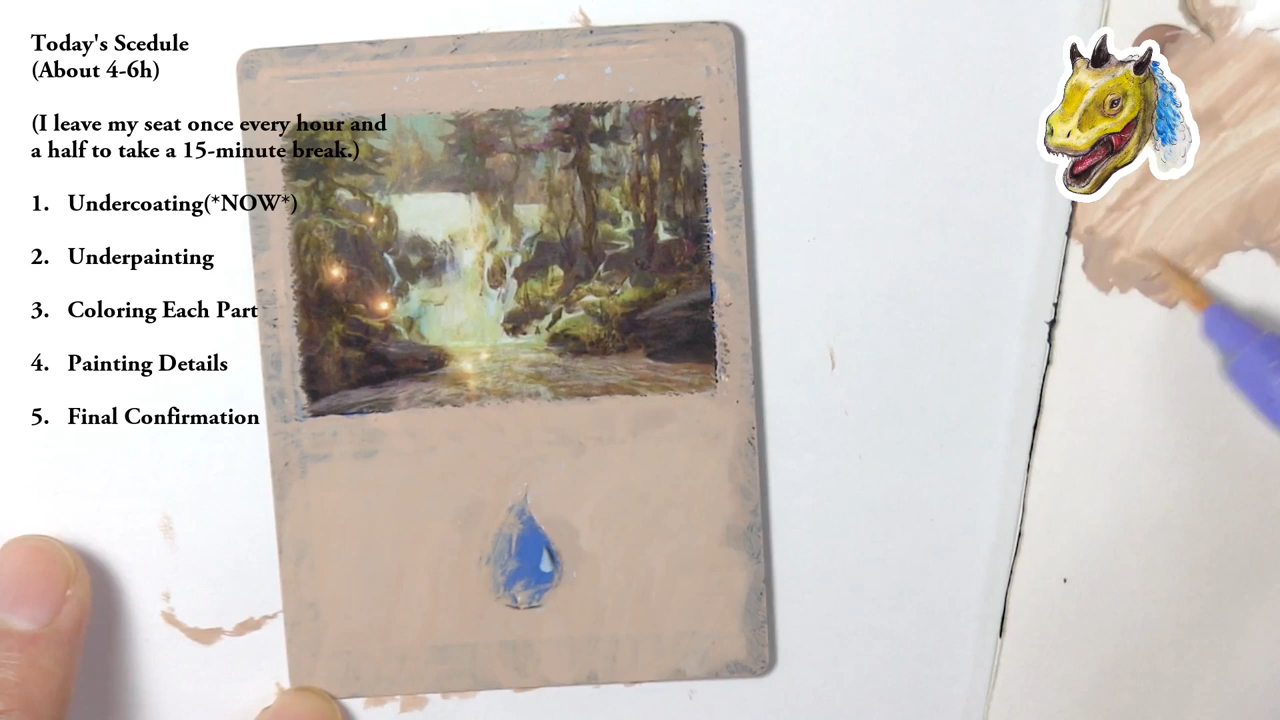 Today's Scedule
(About 4-6h)
(I leave my seat once every hour and
a half to take a 15-minute break.)
1. Undercoating(*NOW*)
2. Underpainting
3. Coloring Each Part
4. Painting Details
5. Final Confirmation